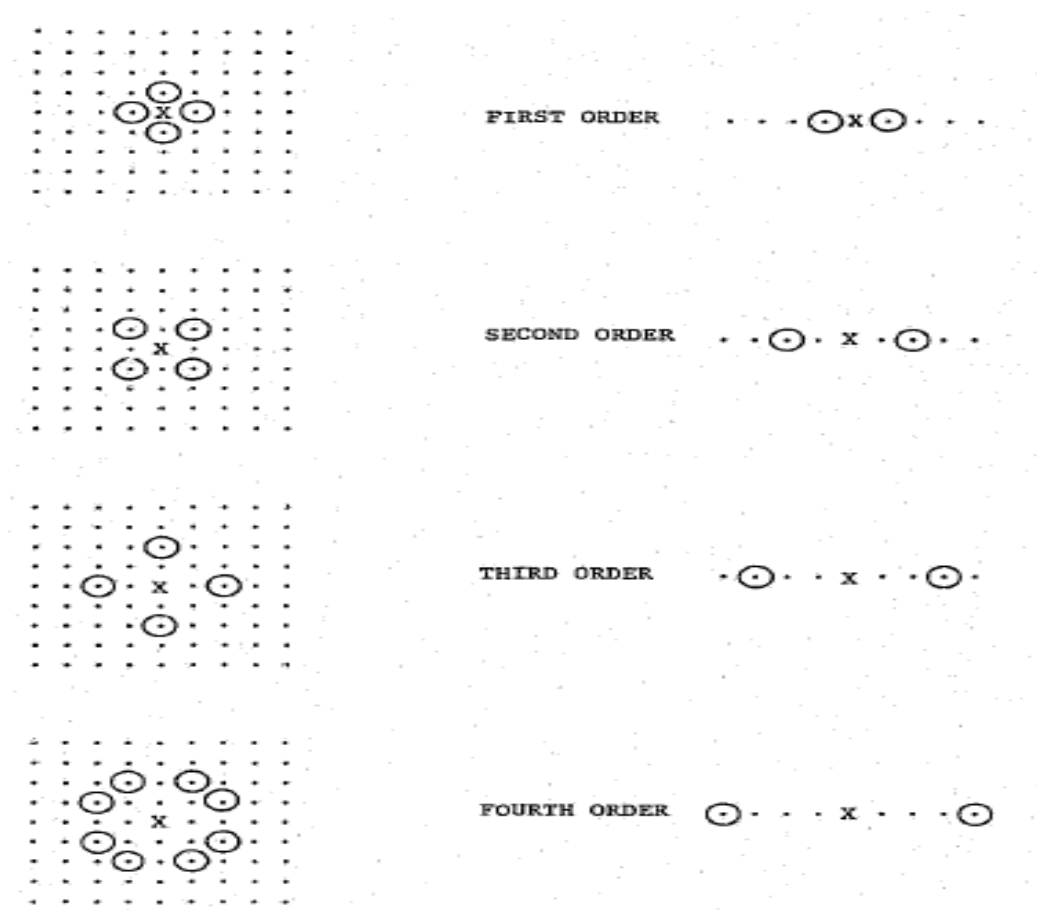 X
FIRST ORDER X
X
SECOND ORDER X
X
THIRD ORDER X
X
FOURTH ORDER X